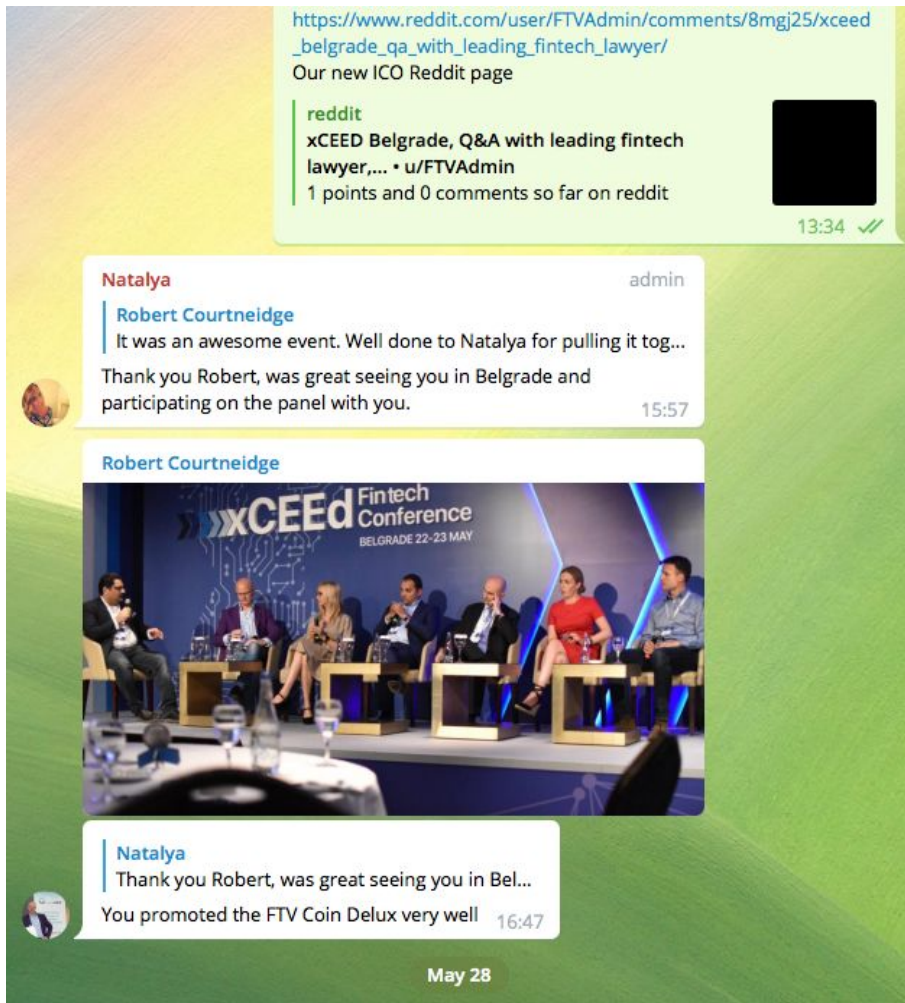 https://www.reddit.com/user/FTVAdmin/comments/8mgj25/xceed
_belgrade_qa_with_leading_fintech_lawyer/
Our new ICO Reddit page
reddit
xCEED Belgrade, Q&A with leading fintech
lawyer,... • u/FTVAdmin
1 points and 0 comments so far on reddit
13:34
Natalya admin
Robert Courtneidge
It was an awesome event. Well done to Natalya for pulling it tog...
Thank you Robert, was great seeing you in Belgrade and
participating on the panel with you.
15:57
Robert Courtneidge
xCEEd Fintech
Conference
BELGRADE 22-23 MAY
Natalya
Thank you Robert, was great seeing you in Bel...
You promoted the FTV Coin Delux very well 16:47
May 28